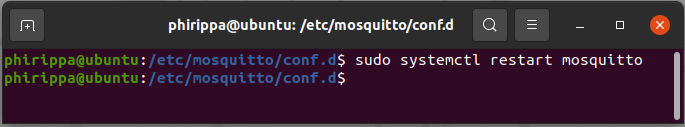 phirippa@ubuntu: /etc/mosquitto/conf.d
phirippa@ubuntu:/etc/mosquitto/conf.d$ sudo systemctl restart mosquitto
phirippa@ubuntu:/etc/mosquitto/conf.d$